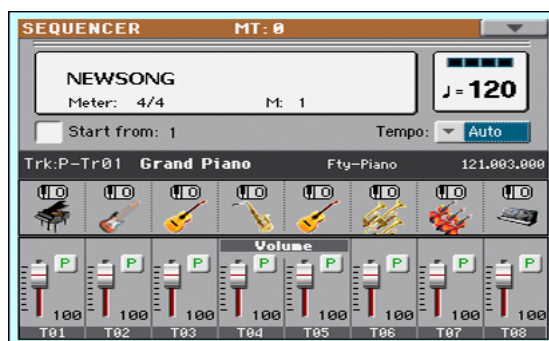 SEQUENCER MT: 0
NEWSONG
Meter: 4/4 M: 1
♩=120
Start from: 1 Tempo: Auto
Trk:P-Tr01 Grand Piano Fty-Piano 121.003.000
Volume
P P P P P P P P
100 100 100 100 100 100 100 100
T01 T02 T03 T04 T05 T06 T07 T08